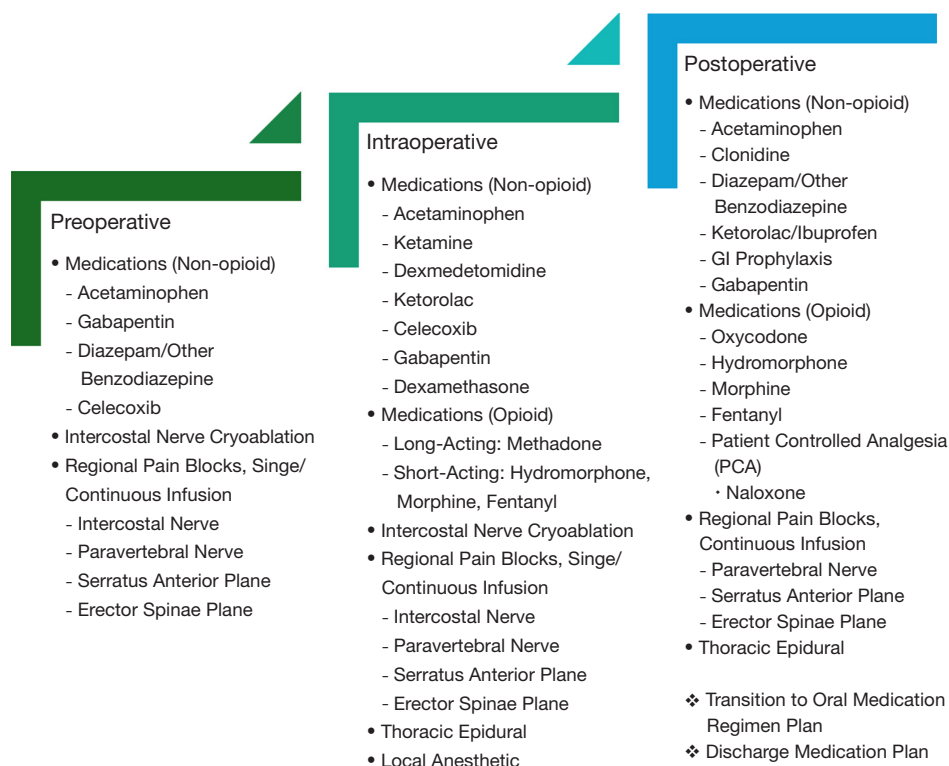 Preoperative
• Medications (Non-opioid)
- Acetaminophen
- Gabapentin
- Diazepam/Other
Benzodiazepine
- Celecoxib
• Intercostal Nerve Cryoablation
• Regional Pain Blocks, Singe/
Continuous Infusion
- Intercostal Nerve
- Paravertebral Nerve
- Serratus Anterior Plane
- Erector Spinae Plane
Intraoperative
• Medications (Non-opioid)
- Acetaminophen
- Ketamine
- Dexmedetomidine
- Ketorolac
- Celecoxib
- Gabapentin
- Dexamethasone
• Medications (Opioid)
- Long-Acting: Methadone
- Short-Acting: Hydromorphone,
Morphine, Fentanyl
• Intercostal Nerve Cryoablation
• Regional Pain Blocks, Singe/
Continuous Infusion
- Intercostal Nerve
- Paravertebral Nerve
- Serratus Anterior Plane
- Erector Spinae Plane
• Thoracic Epidural
• Local Anesthetic
Postoperative
• Medications (Non-opioid)
- Acetaminophen
- Clonidine
- Diazepam/Other
Benzodiazepine
- Ketorolac/Ibuprofen
- GI Prophylaxis
- Gabapentin
• Medications (Opioid)
- Oxycodone
- Hydromorphone
- Morphine
- Fentanyl
- Patient Controlled Analgesia
(PCA)
· Naloxone
• Regional Pain Blocks,
Continuous Infusion
- Paravertebral Nerve
- Serratus Anterior Plane
- Erector Spinae Plane
• Thoracic Epidural
❖ Transition to Oral Medication
Regimen Plan
❖ Discharge Medication Plan